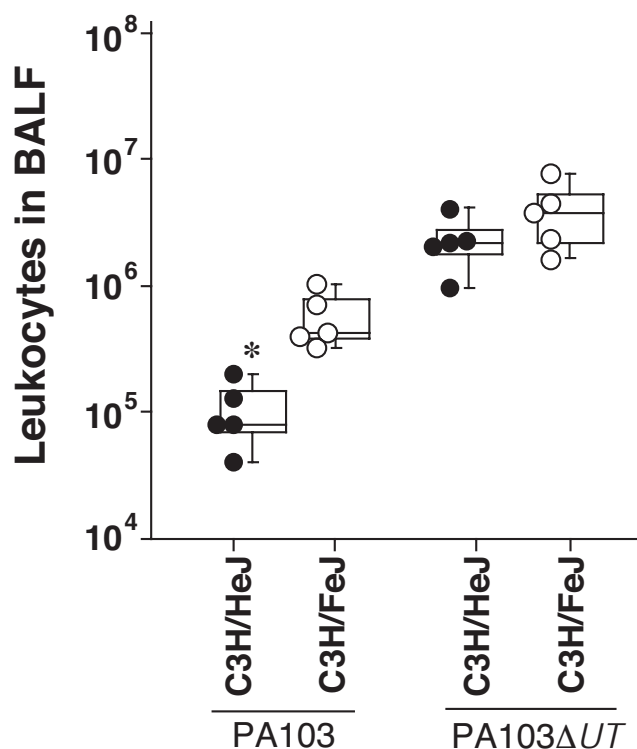 Leukocytes in BALF
10^8
10^7
10^6
10^5
10^4
*
C3H/HeJ
C3H/FeJ
C3H/HeJ
C3H/FeJ
PA103
PA103ΔUT